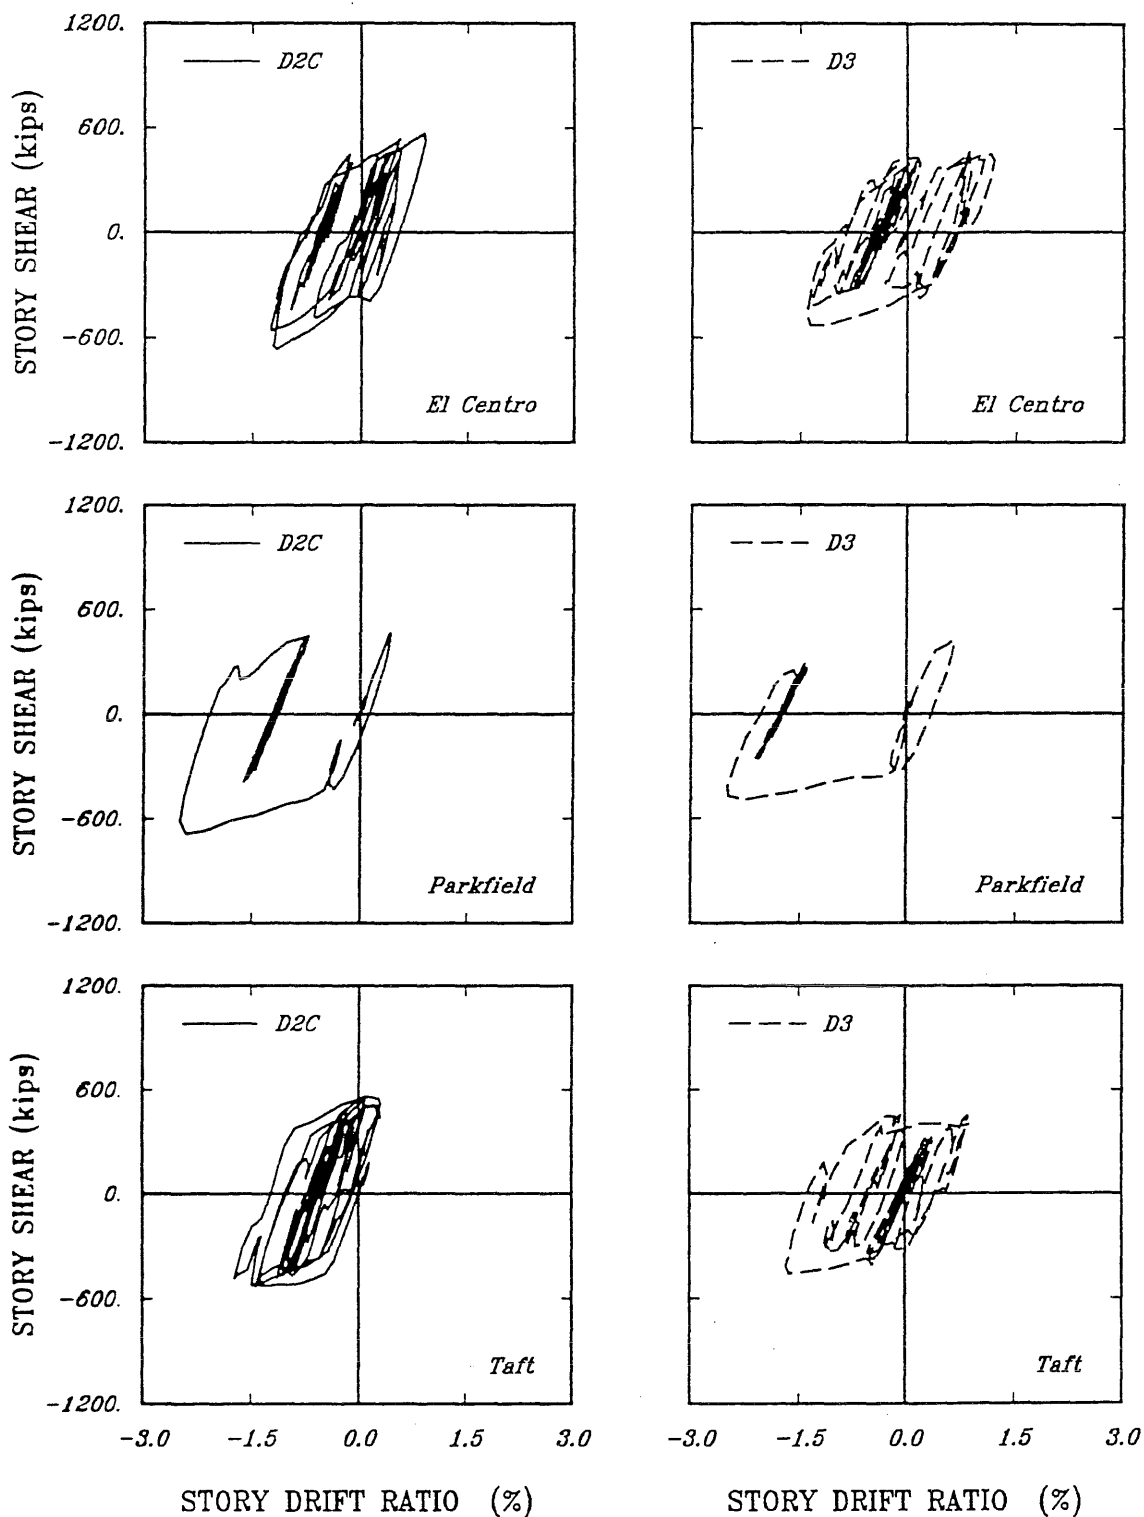 1200.
600.
0.
-600.
-1200.
STORY SHEAR (kips)
D2C
El Centro
D3
El Centro
1200.
600.
0.
-600.
-1200.
STORY SHEAR (kips)
D2C
Parkfield
D3
Parkfield
1200.
600.
0.
-600.
-1200.
STORY SHEAR (kips)
D2C
Taft
D3
Taft
-3.0 -1.5 0.0 1.5 3.0
-3.0 -1.5 0.0 1.5 3.0
STORY DRIFT RATIO (%)
STORY DRIFT RATIO (%)